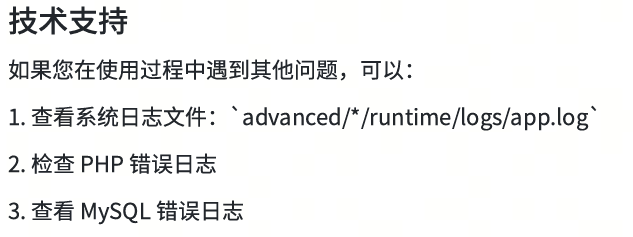 技术支持
如果您在使用过程中遇到其他问题，可以：
1. 查看系统日志文件：`advanced/*/runtime/logs/app.log`
2. 检查 PHP 错误日志
3. 查看 MySQL 错误日志